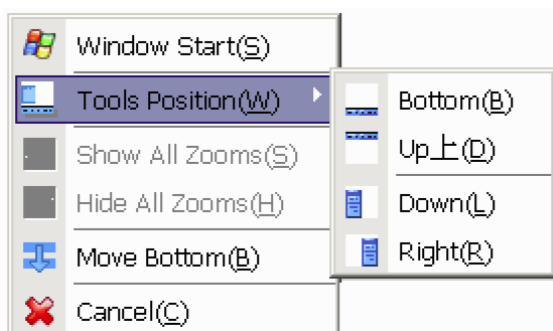 Window Start(S)
Tools Position(W)
Show All Zooms(S)
Hide All Zooms(H)
Move Bottom(B)
Cancel(C)
Bottom(B)
Up上(D)
Down(L)
Right(R)